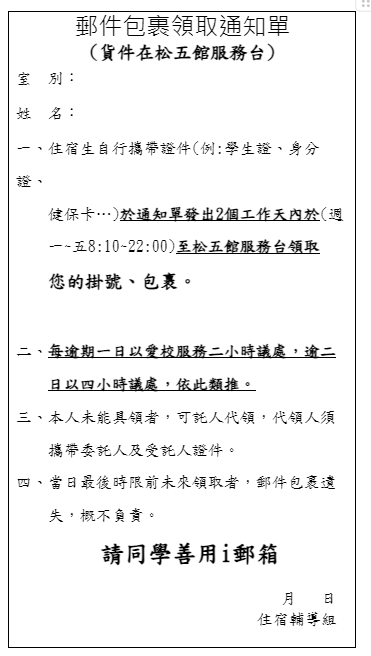 郵件包裹領取通知單
(貨件在松五館服務台)
室　別：
姓　名：
一、住宿生自行攜帶證件(例:學生證、身分
證、
健保卡…)於通知單發出2個工作天內於(週
一~五8:10~22:00)至松五館服務台領取
您的掛號、包裹。
二、每逾期一日以愛校服務二小時議處，逾二
日以四小時議處，依此類推。
三、本人未能具領者，可託人代領，代領人須
攜帶委託人及受託人證件。
四、當日最後時限前未來領取者，郵件包裹遺
失，概不負責。
請同學善用i郵箱
月　日
住宿輔導組